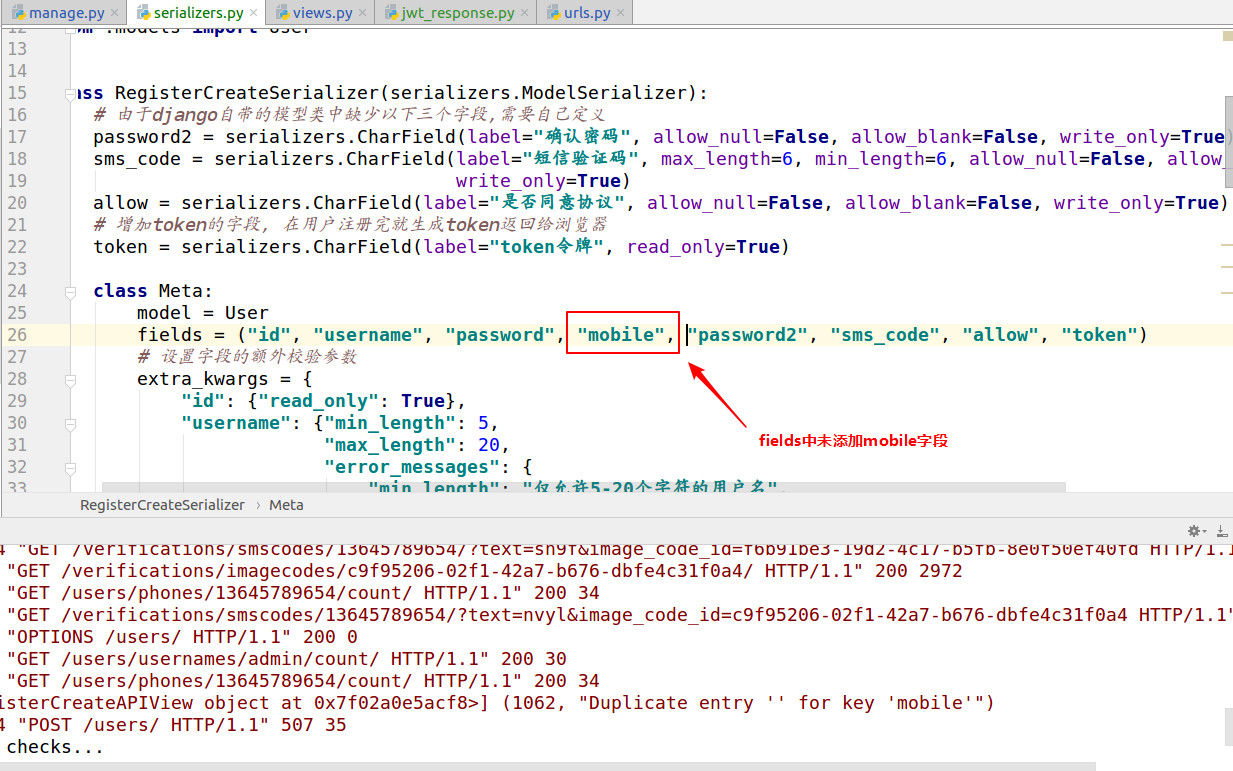 manage.py serializers.py views.py jwt_response.py urls.py
12 om .models import User
13
14
15 ass RegisterCreateSerializer(serializers.ModelSerializer):
16 # 由于django自带的模型类中缺少以下三个字段,需要自己定义
17 password2 = serializers.CharField(label="确认密码", allow_null=False, allow_blank=False, write_only=True)
18 sms_code = serializers.CharField(label="短信验证码", max_length=6, min_length=6, allow_null=False, allow_
19 write_only=True)
20 allow = serializers.CharField(label="是否同意协议", allow_null=False, allow_blank=False, write_only=True)
21 # 增加token的字段, 在用户注册完就生成token返回给浏览器
22 token = serializers.CharField(label="token令牌", read_only=True)
23
24 class Meta:
25 model = User
26 fields = ("id", "username", "password", "mobile", "password2", "sms_code", "allow", "token")
27 # 设置字段的额外校验参数
28 extra_kwargs = {
29 "id": {"read_only": True},
30 "username": {"min_length": 5,
31 "max_length": 20,
fields中未添加mobile字段
32 "error_messages": {
33 "min_length": "仅允许5-20个字符的用户名",
RegisterCreateSerializer › Meta
4 "GET /verifications/smscodes/13645789654/?text=sh9f&image_code_id=f6b91be3-19d2-4c17-b5fb-8e0f50ef40fd HTTP/1.1
"GET /verifications/imagecodes/c9f95206-02f1-42a7-b676-dbfe4c31f0a4/ HTTP/1.1" 200 2972
"GET /users/phones/13645789654/count/ HTTP/1.1" 200 34
"GET /verifications/smscodes/13645789654/?text=nvyl&image_code_id=c9f95206-02f1-42a7-b676-dbfe4c31f0a4 HTTP/1.1"
"OPTIONS /users/ HTTP/1.1" 200 0
"GET /users/usernames/admin/count/ HTTP/1.1" 200 30
"GET /users/phones/13645789654/count/ HTTP/1.1" 200 34
isterCreateAPIView object at 0x7f02a0e5acf8>] (1062, "Duplicate entry '' for key 'mobile'")
4 "POST /users/ HTTP/1.1" 507 35
checks...